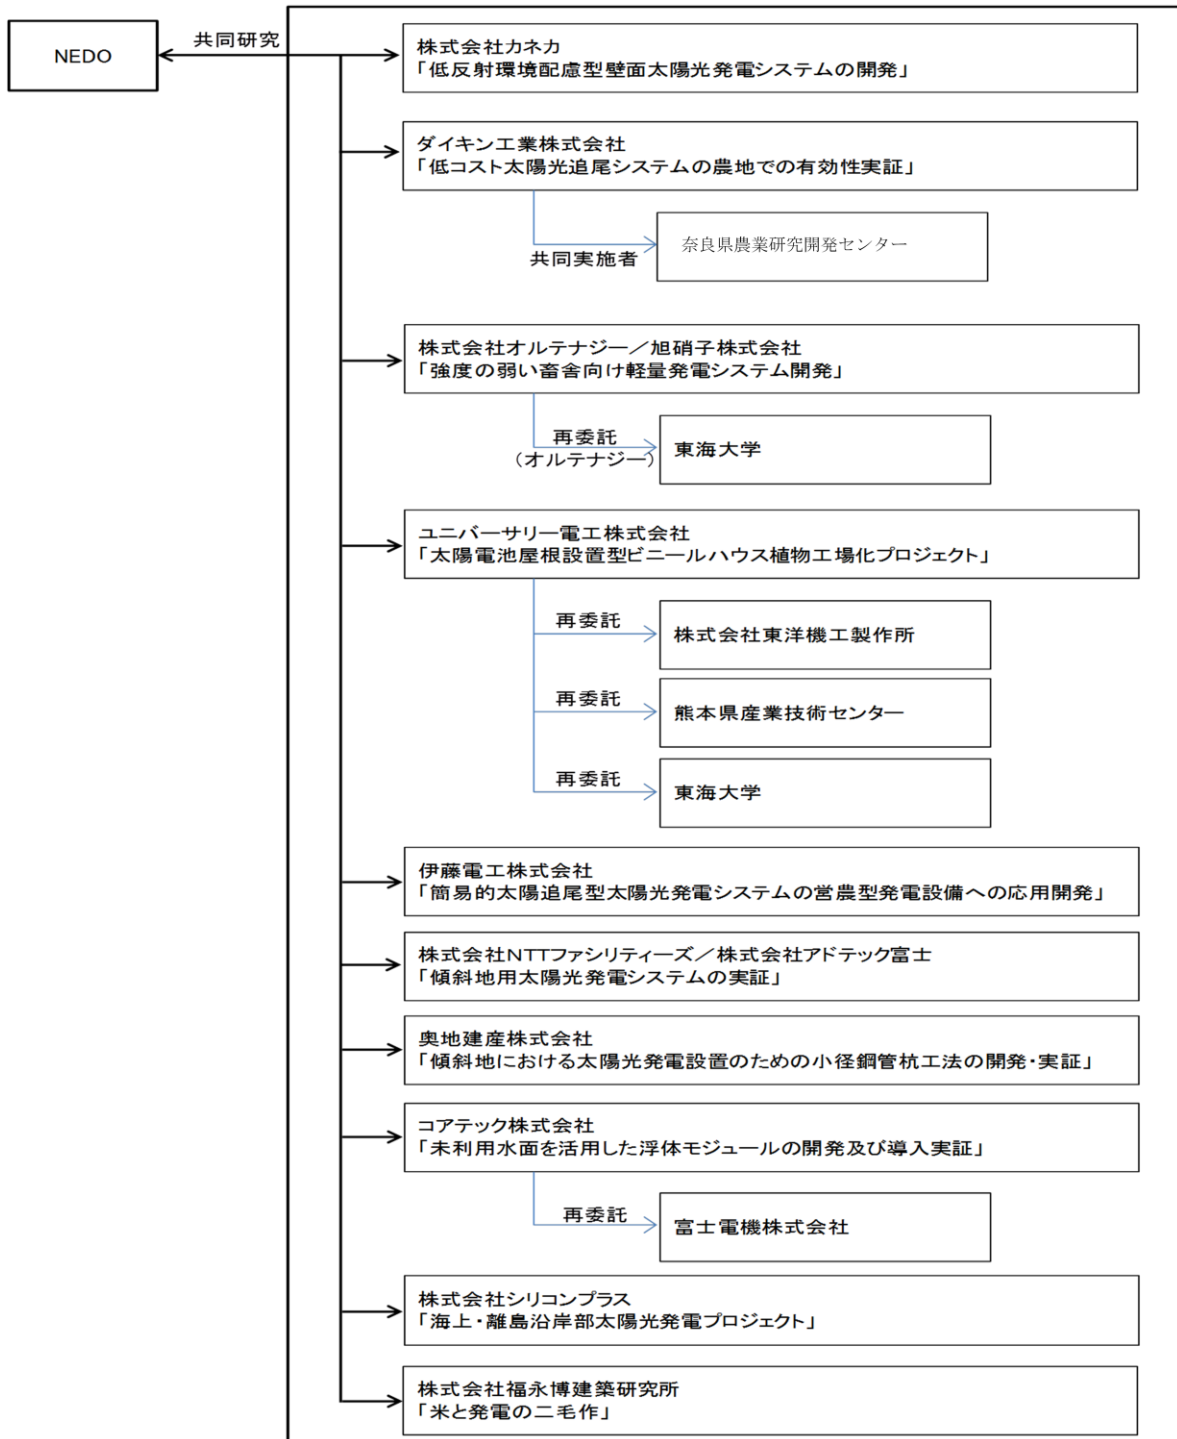 NEDO
共同研究
株式会社カネカ
「低反射環境配慮型壁面太陽光発電システムの開発」
ダイキン工業株式会社
「低コスト太陽光追尾システムの農地での有効性実証」
共同実施者
奈良県農業研究開発センター
株式会社オルテナジー／旭硝子株式会社
「強度の弱い畜舎向け軽量発電システム開発」
再委託
（オルテナジー）
東海大学
ユニバーサリー電工株式会社
「太陽電池屋根設置型ビニールハウス植物工場化プロジェクト」
再委託
株式会社東洋機工製作所
再委託
熊本県産業技術センター
再委託
東海大学
伊藤電工株式会社
「簡易的太陽追尾型太陽光発電システムの営農型発電設備への応用開発」
株式会社NTTファシリティーズ／株式会社アドテック富士
「傾斜地用太陽光発電システムの実証」
奥地建産株式会社
「傾斜地における太陽光発電設置のための小径鋼管杭工法の開発・実証」
コアテック株式会社
「未利用水面を活用した浮体モジュールの開発及び導入実証」
再委託
富士電機株式会社
株式会社シリコンプラス
「海上・離島沿岸部太陽光発電プロジェクト」
株式会社福永博建築研究所
「米と発電の二毛作」